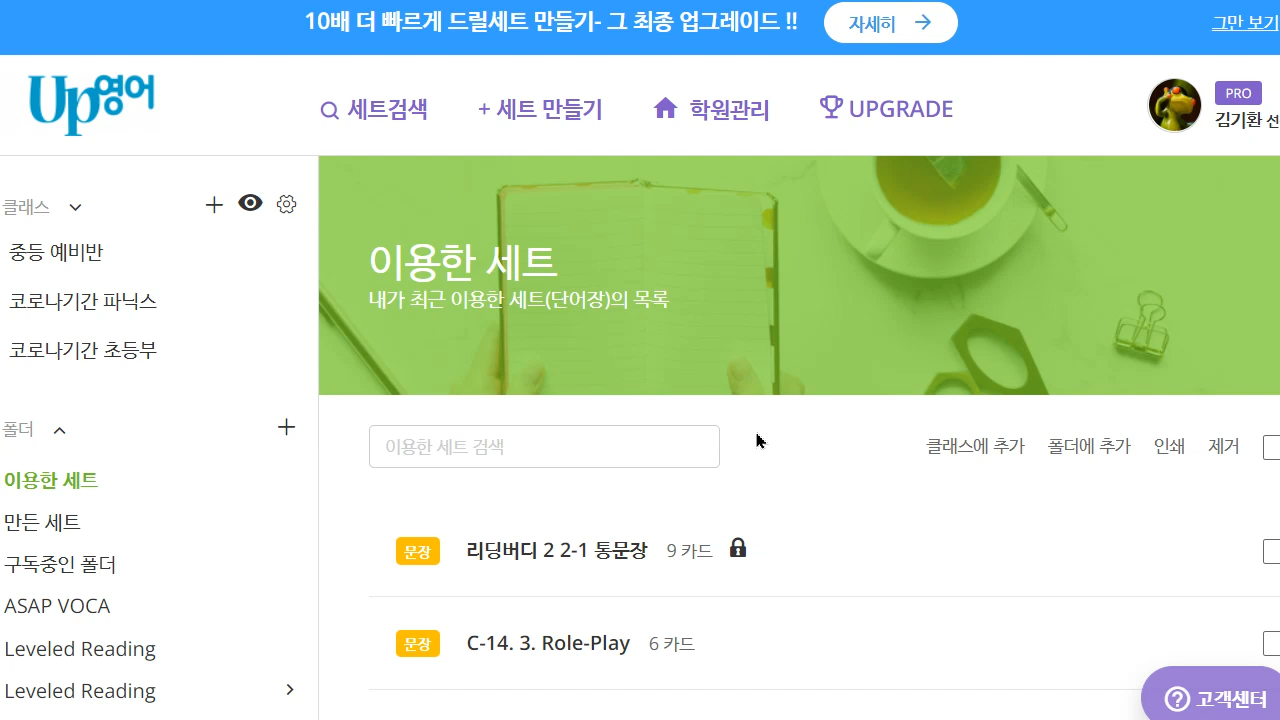 10배 더 빠르게 드릴세트 만들기- 그 최종 업그레이드 !! 자세히 그만 보기
Up영어
세트검색 + 세트 만들기 학원관리 UPGRADE
PRO
김기환 선
클래스
중등 예비반
코로나기간 파닉스
코로나기간 초등부
폴더
이용한 세트
만든 세트
구독중인 폴더
ASAP VOCA
Leveled Reading
Leveled Reading
이용한 세트
내가 최근 이용한 세트(단어장)의 목록
이용한 세트 검색 클래스에 추가 폴더에 추가 인쇄 제거
문장 리딩버디 2 2-1 통문장 9 카드
문장 C-14. 3. Role-Play 6 카드
고객센터